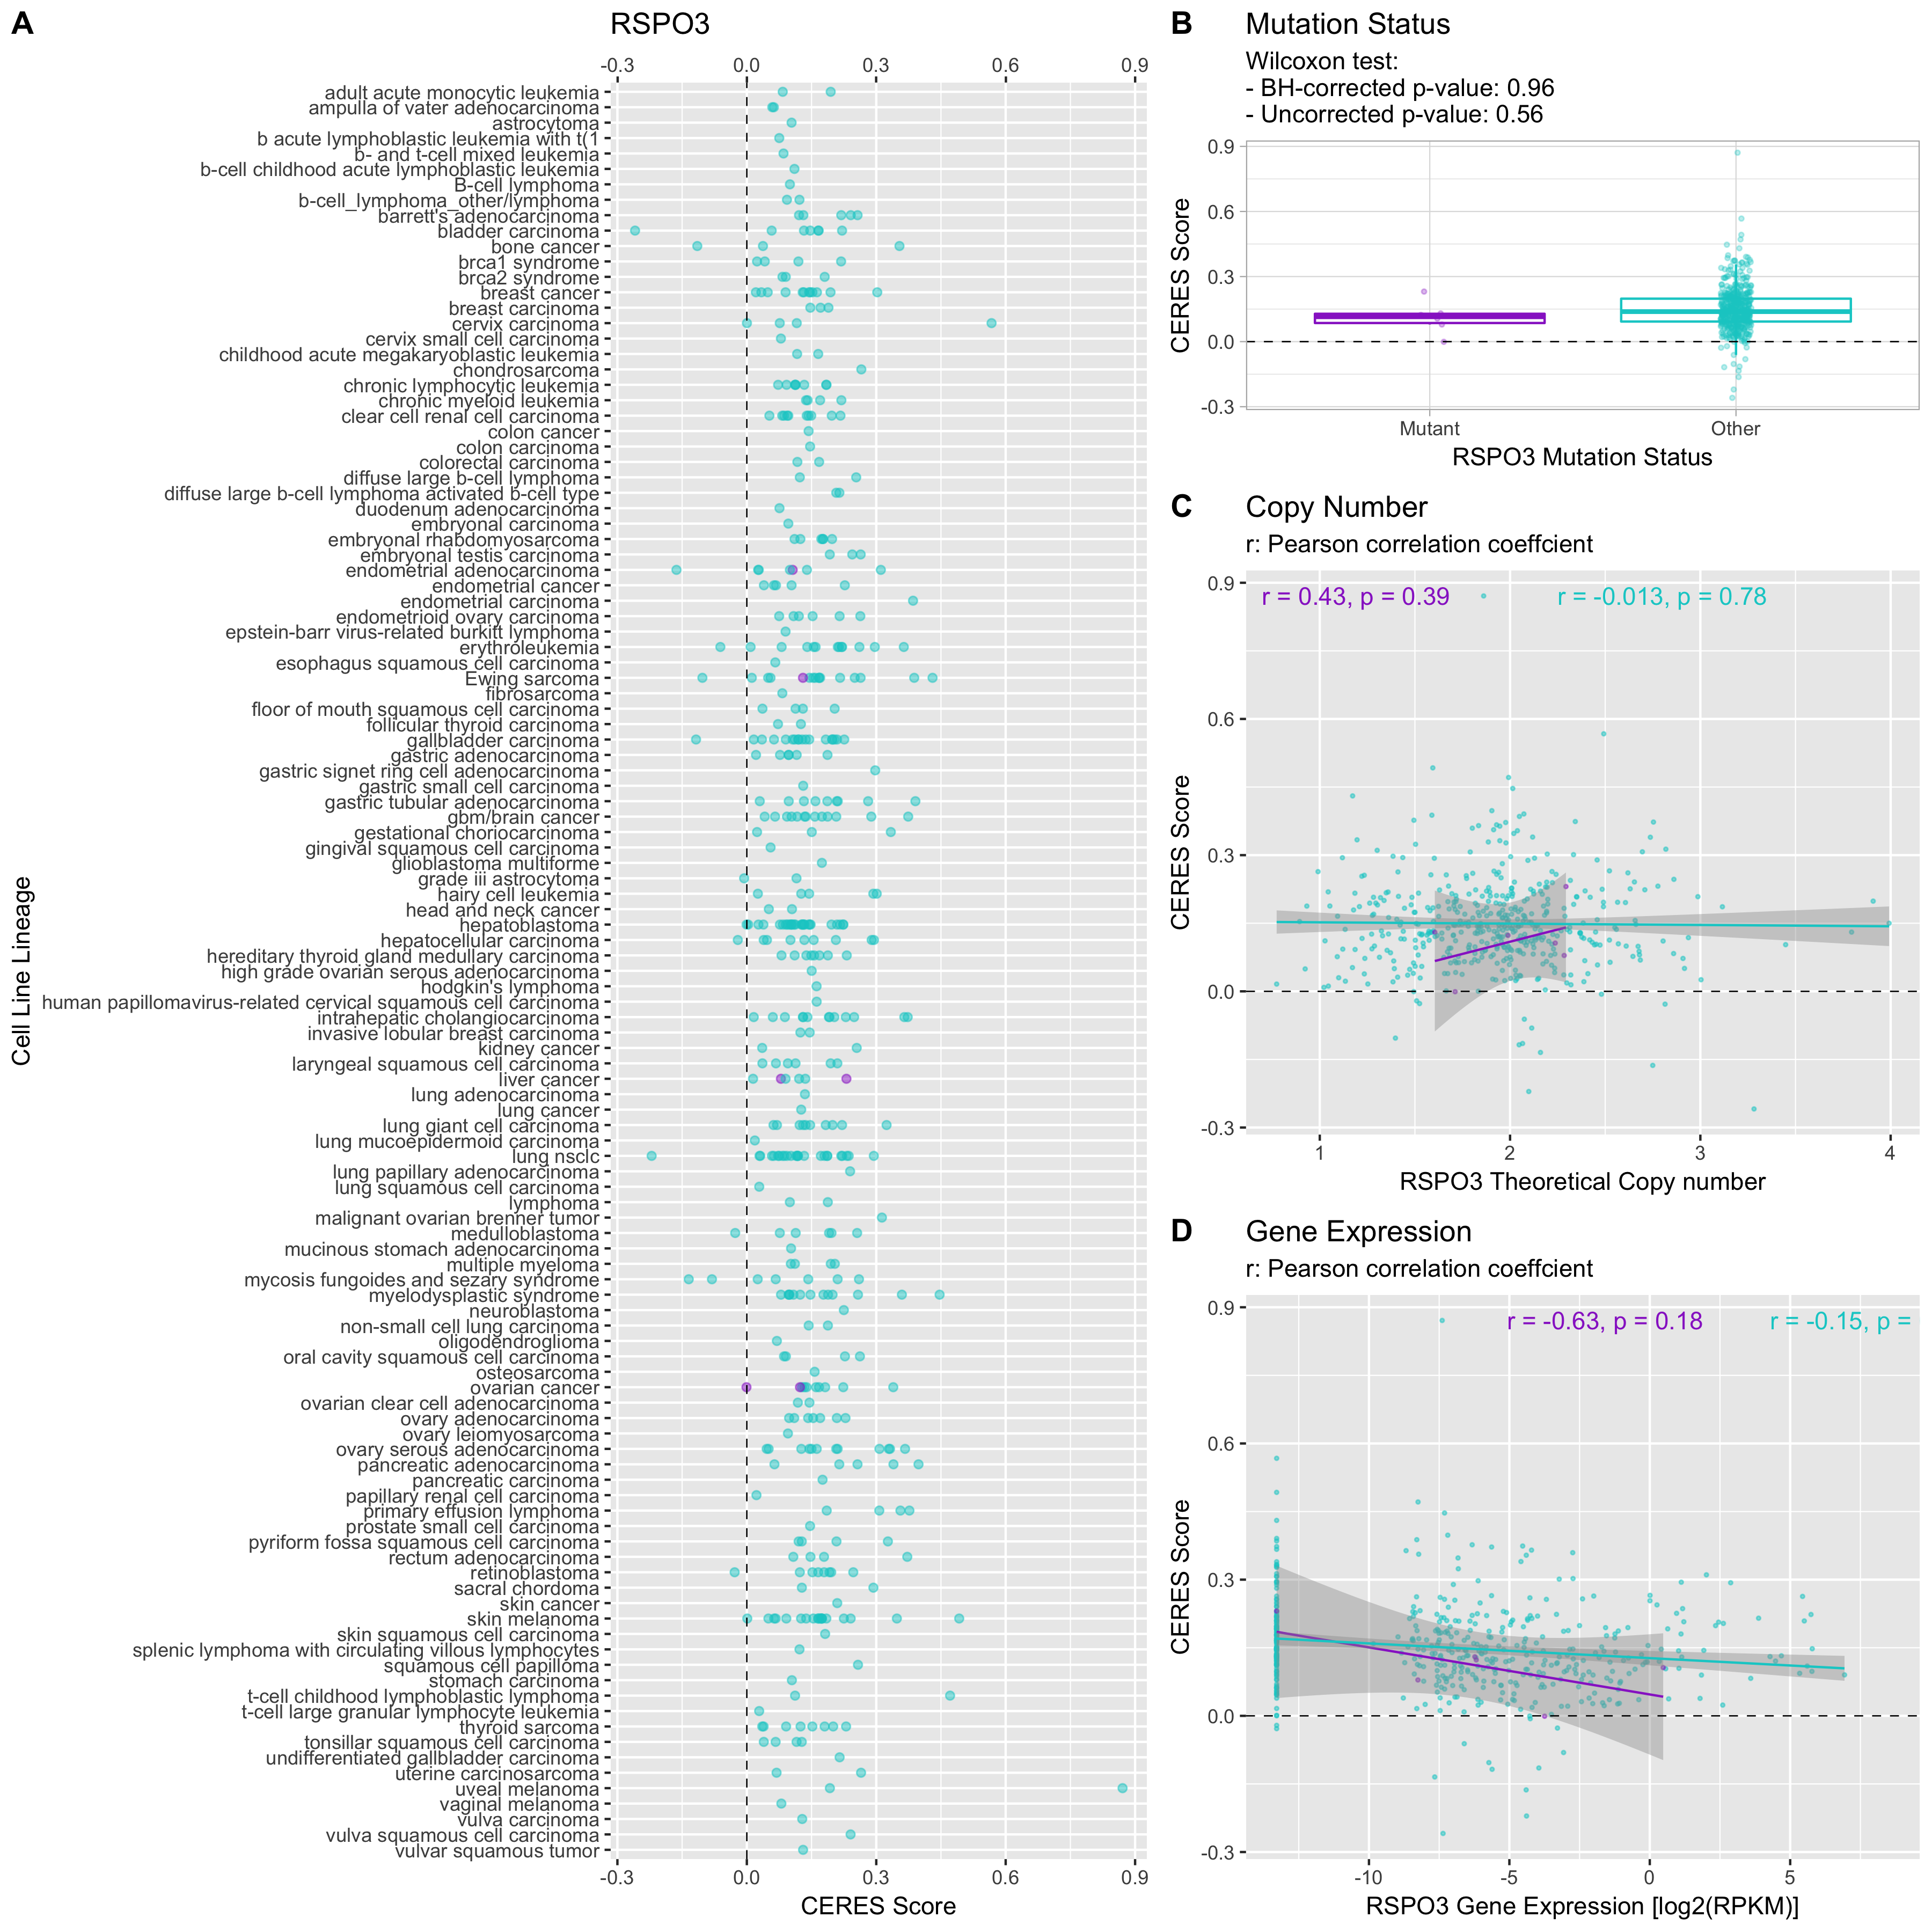 A
RSPO3
-0.3 0.0 0.3 0.6 0.9
adult acute monocytic leukemia
ampulla of vater adenocarcinoma
astrocytoma
b acute lymphoblastic leukemia with t(1
b- and t-cell mixed leukemia
b-cell childhood acute lymphoblastic leukemia
B-cell lymphoma
b-cell_lymphoma_other/lymphoma
barrett's adenocarcinoma
bladder carcinoma
bone cancer
brca1 syndrome
brca2 syndrome
breast cancer
breast carcinoma
cervix carcinoma
cervix small cell carcinoma
childhood acute megakaryoblastic leukemia
chondrosarcoma
chronic lymphocytic leukemia
chronic myeloid leukemia
clear cell renal cell carcinoma
colon cancer
colon carcinoma
colorectal carcinoma
diffuse large b-cell lymphoma
diffuse large b-cell lymphoma activated b-cell type
duodenum adenocarcinoma
embryonal carcinoma
embryonal rhabdomyosarcoma
embryonal testis carcinoma
endometrial adenocarcinoma
endometrial cancer
endometrial carcinoma
endometrioid ovary carcinoma
epstein-barr virus-related burkitt lymphoma
erythroleukemia
esophagus squamous cell carcinoma
Ewing sarcoma
fibrosarcoma
floor of mouth squamous cell carcinoma
follicular thyroid carcinoma
gallbladder carcinoma
gastric adenocarcinoma
gastric signet ring cell adenocarcinoma
gastric small cell carcinoma
gastric tubular adenocarcinoma
gbm/brain cancer
gestational choriocarcinoma
gingival squamous cell carcinoma
glioblastoma multiforme
grade iii astrocytoma
hairy cell leukemia
head and neck cancer
hepatoblastoma
hepatocellular carcinoma
hereditary thyroid gland medullary carcinoma
high grade ovarian serous adenocarcinoma
hodgkin's lymphoma
human papillomavirus-related cervical squamous cell carcinoma
intrahepatic cholangiocarcinoma
invasive lobular breast carcinoma
kidney cancer
laryngeal squamous cell carcinoma
liver cancer
lung adenocarcinoma
lung cancer
lung giant cell carcinoma
lung mucoepidermoid carcinoma
lung nsclc
lung papillary adenocarcinoma
lung squamous cell carcinoma
lymphoma
malignant ovarian brenner tumor
medulloblastoma
mucinous stomach adenocarcinoma
multiple myeloma
mycosis fungoides and sezary syndrome
myelodysplastic syndrome
neuroblastoma
non-small cell lung carcinoma
oligodendroglioma
oral cavity squamous cell carcinoma
osteosarcoma
ovarian cancer
ovarian clear cell adenocarcinoma
ovary adenocarcinoma
ovary leiomyosarcoma
ovary serous adenocarcinoma
pancreatic adenocarcinoma
pancreatic carcinoma
papillary renal cell carcinoma
primary effusion lymphoma
prostate small cell carcinoma
pyriform fossa squamous cell carcinoma
rectum adenocarcinoma
retinoblastoma
sacral chordoma
skin cancer
skin melanoma
skin squamous cell carcinoma
splenic lymphoma with circulating villous lymphocytes
squamous cell papilloma
stomach carcinoma
t-cell childhood lymphoblastic lymphoma
t-cell large granular lymphocyte leukemia
thyroid sarcoma
tonsillar squamous cell carcinoma
undifferentiated gallbladder carcinoma
uterine carcinosarcoma
uveal melanoma
vaginal melanoma
vulva carcinoma
vulva squamous cell carcinoma
vulvar squamous tumor
-0.3 0.0 0.3 0.6 0.9
CERES Score
Cell Line Lineage
B
Mutation Status
Wilcoxon test:
- BH-corrected p-value: 0.96
- Uncorrected p-value: 0.56
0.9
0.6
0.3
0.0
-0.3
CERES Score
Mutant Other
RSPO3 Mutation Status
C
Copy Number
r: Pearson correlation coeffcient
r = 0.43, p = 0.39 r = -0.013, p = 0.78
0.9
0.6
0.3
0.0
-0.3
CERES Score
1 2 3 4
RSPO3 Theoretical Copy number
D
Gene Expression
r: Pearson correlation coeffcient
r = -0.63, p = 0.18 r = -0.15, p =
0.9
0.6
0.3
0.0
-0.3
CERES Score
-10 -5 0 5
RSPO3 Gene Expression [log2(RPKM)]